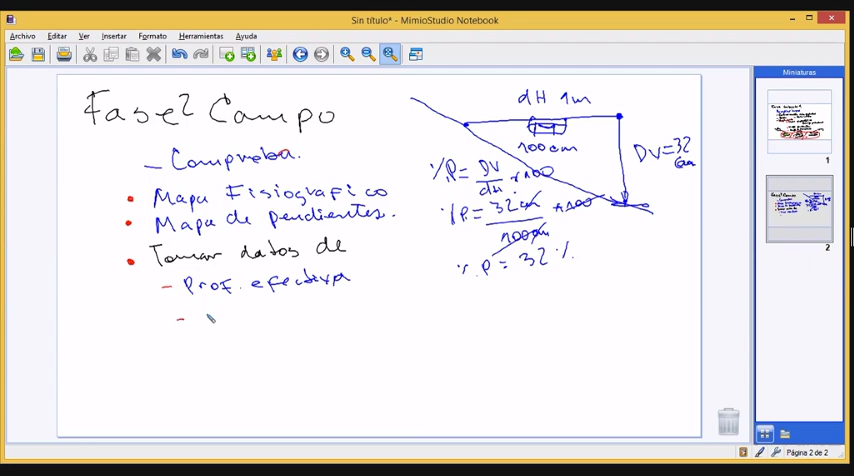 Sin título* - MimioStudio Notebook
Archivo Editar Ver Insertar Formato Herramientas Ayuda
Fase 2 Campo
- Comprueba.
• Mapa Fisiografico
• Mapa de pendientes.
• Tomar datos de
- Prof. efectiva
-
dH 1m
100cm
DV=32
cm
%P = DV/dH x100
%P = 32cm/100cm x100
% P = 32%
Miniaturas
1
2
Página 2 de 2